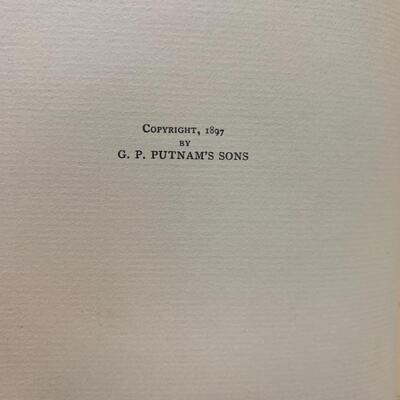 Copyright, 1897
BY
G. P. PUTNAM'S SONS